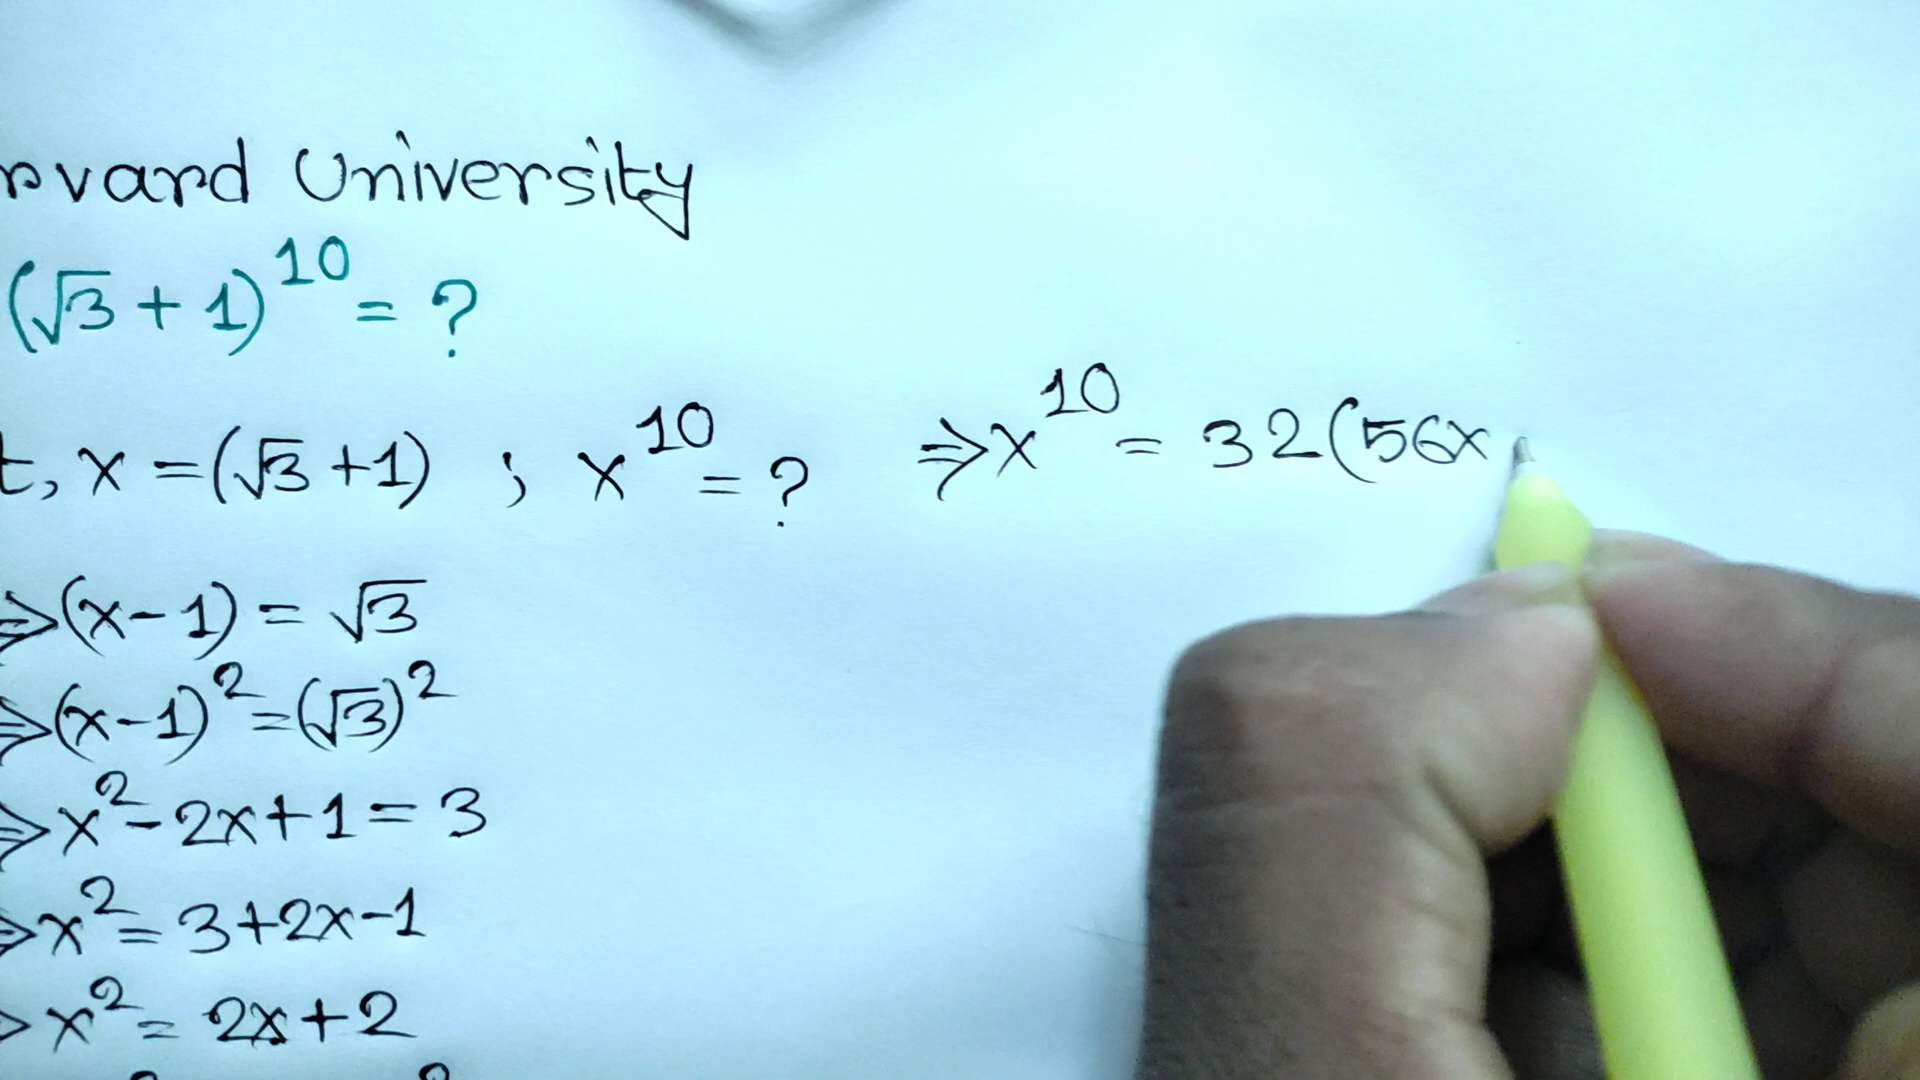 rvard University
(√3+1)^10 = ?
t, x = (√3+1) ; x^10 = ? ⇒ x^10 = 32(56x
⇒ (x-1) = √3
⇒ (x-1)^2 = (√3)^2
⇒ x^2 - 2x + 1 = 3
⇒ x^2 = 3+2x-1
⇒ x^2 = 2x+2